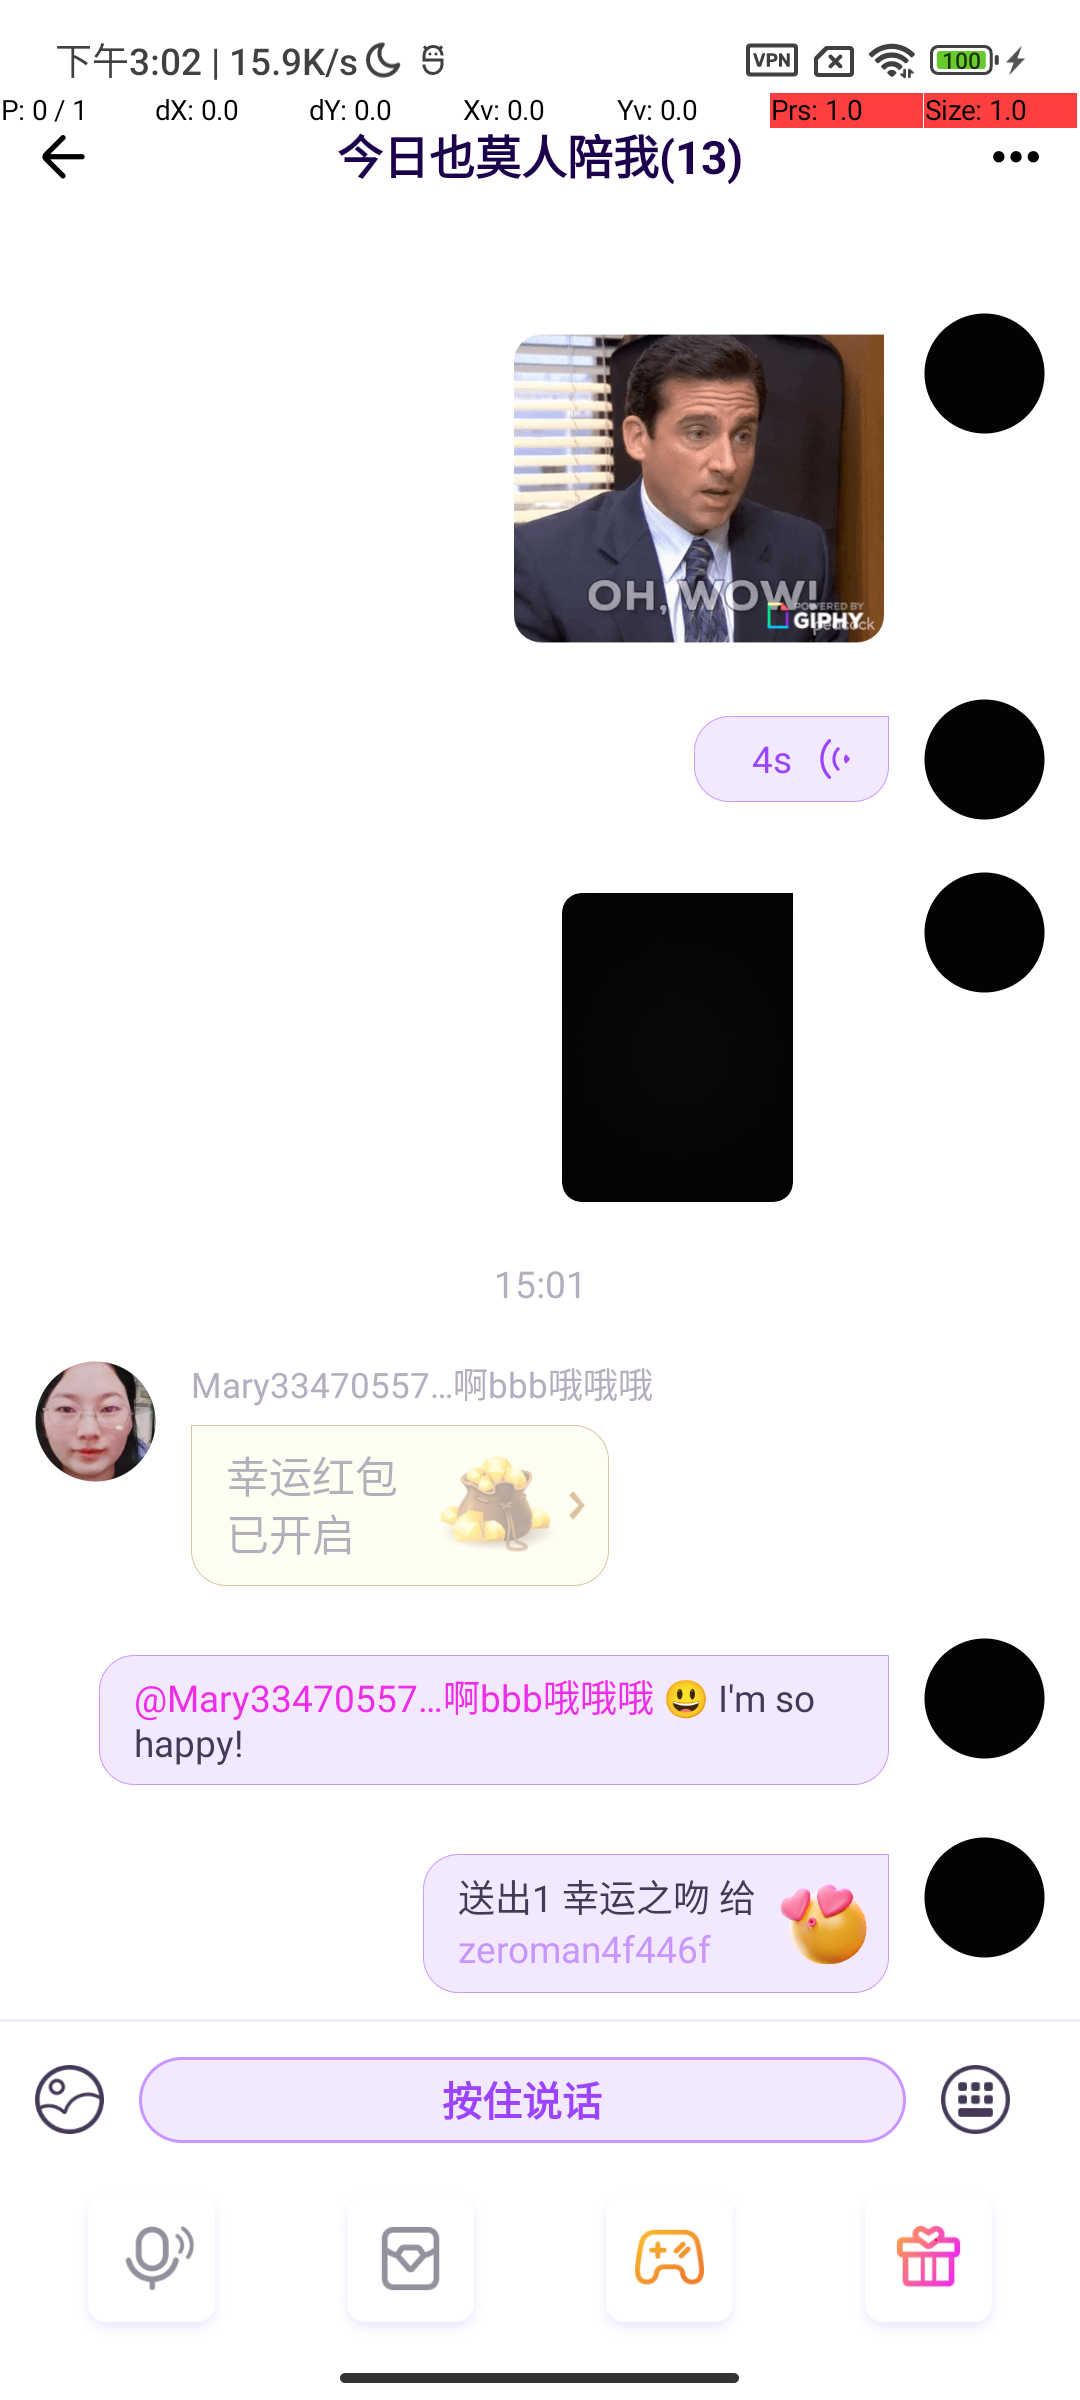 下午3:02 | 15.9K/s
VPN
100
P: 0 / 1 dX: 0.0 dY: 0.0 Xv: 0.0 Yv: 0.0 Prs: 1.0 Size: 1.0
今日也莫人陪我(13)
OH, WOW!
POWERED BY
GIPHY
peacock
4s
15:01
Mary33470557...啊bbb哦哦哦
幸运红包
已开启
@Mary33470557...啊bbb哦哦哦 😃 I'm so
happy!
送出1 幸运之吻 给
zeroman4f446f
按住说话